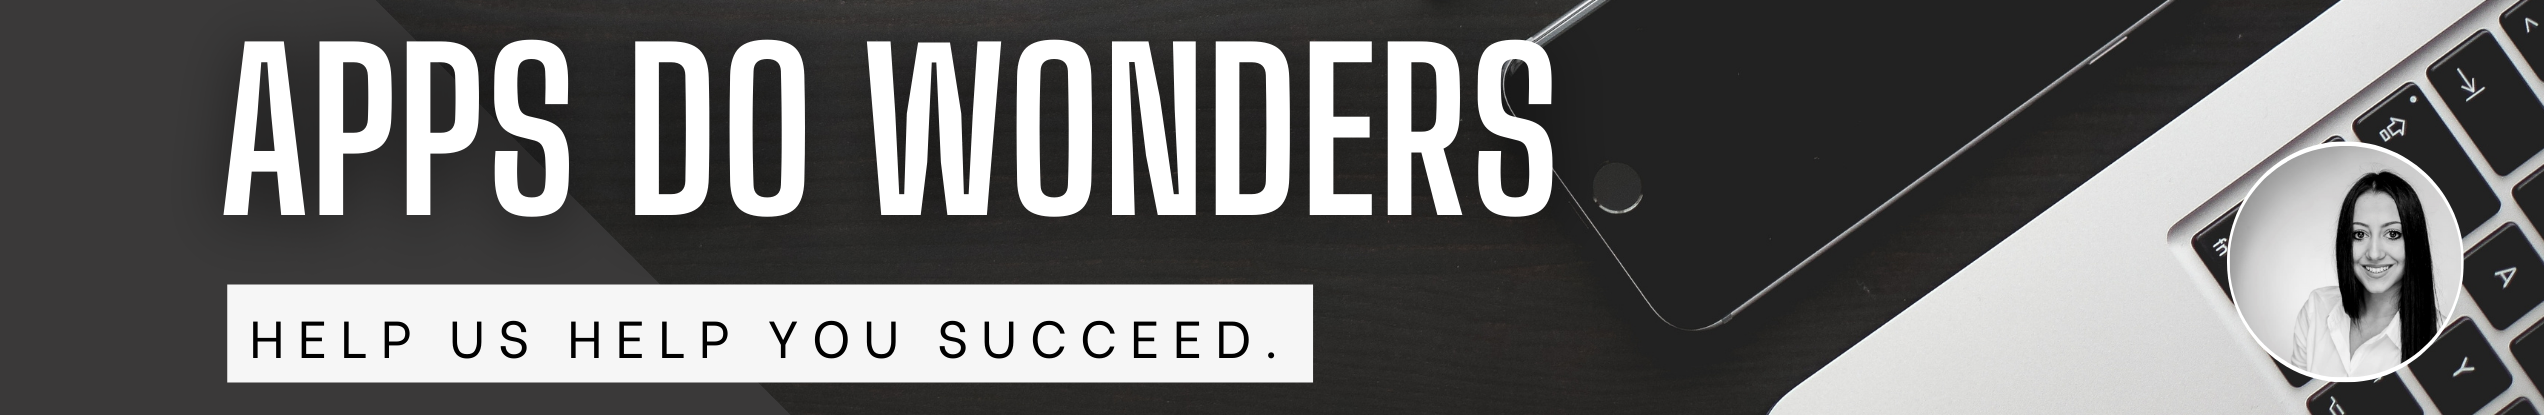 APPS DO WONDERS
HELP US HELP YOU SUCCEED.
A
Y